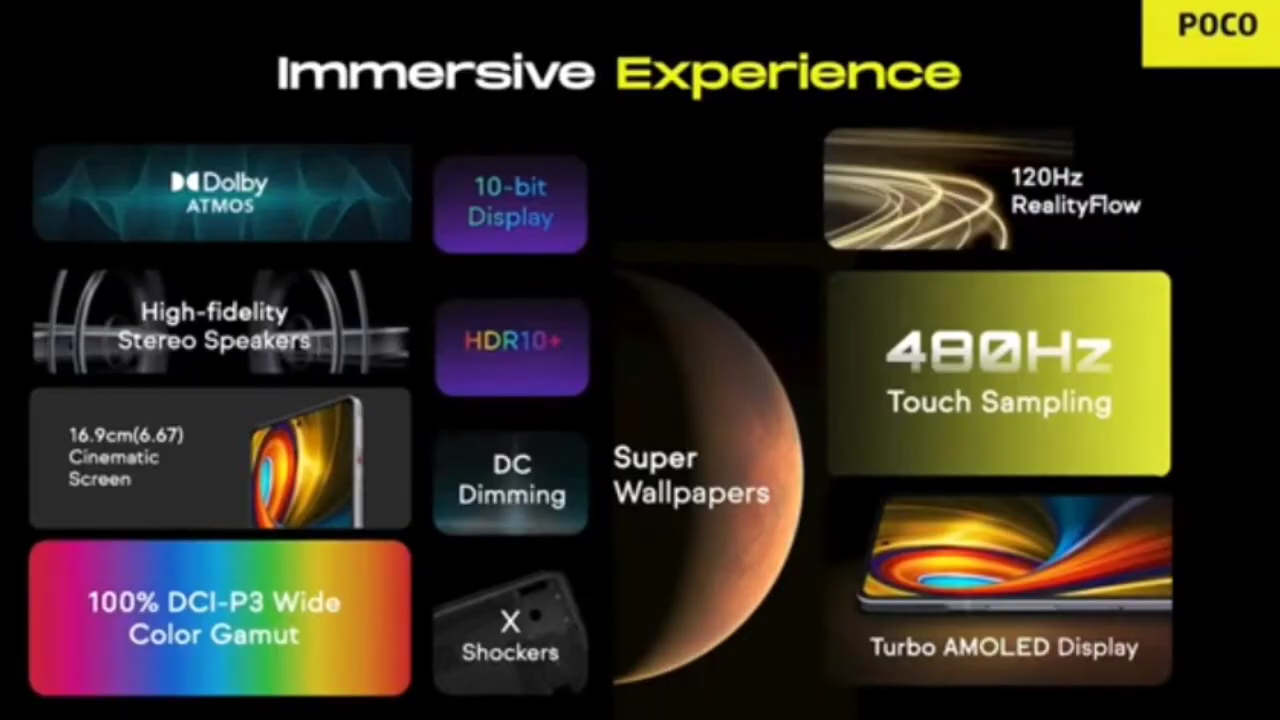 POCO
Immersive Experience
Dolby
ATMOS
10-bit
Display
120Hz
RealityFlow
High-fidelity
Stereo Speakers
HDR10+
480Hz
Touch Sampling
16.9cm(6.67)
Cinematic
Screen
DC
Dimming
Super
Wallpapers
100% DCI-P3 Wide
Color Gamut
X
Shockers
Turbo AMOLED Display